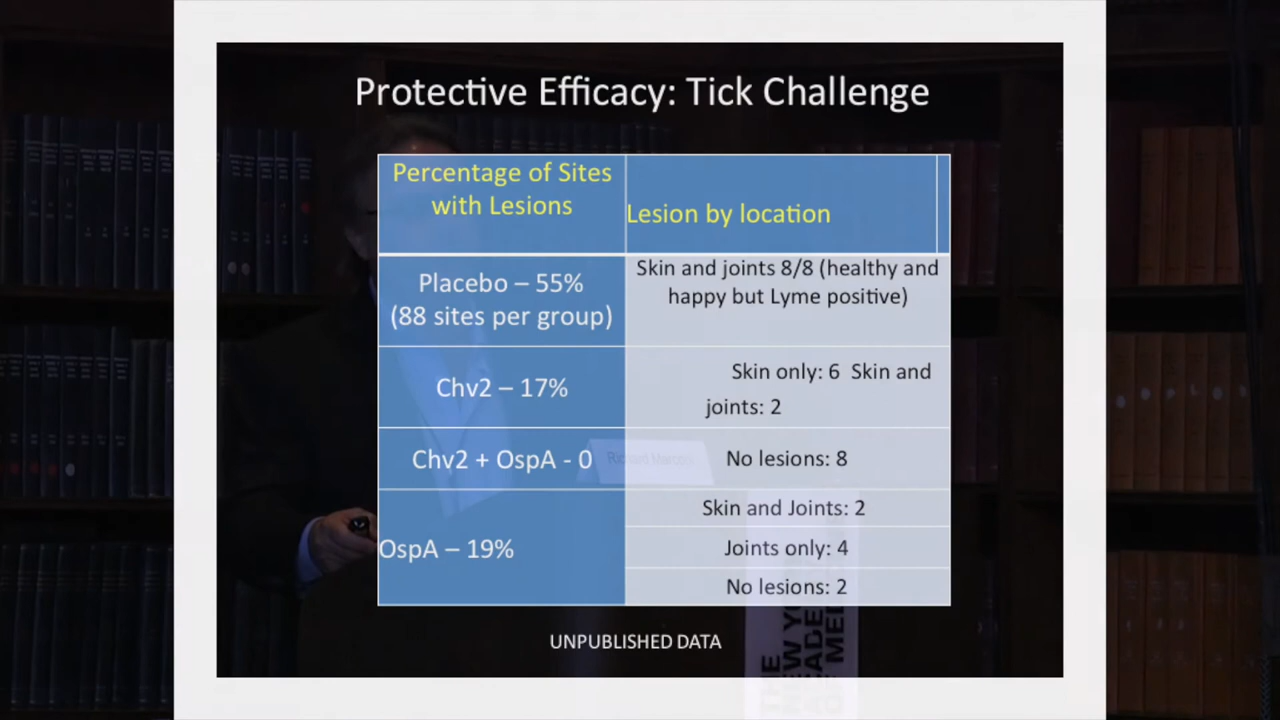 Protective Efficacy: Tick Challenge
Percentage of Sites
with Lesions
Lesion by location
Placebo – 55%
(88 sites per group)
Skin and joints 8/8 (healthy and
happy but Lyme positive)
Chv2 – 17%
Skin only: 6 Skin and
joints: 2
Chv2 + OspA - 0
No lesions: 8
OspA – 19%
Skin and Joints: 2
Joints only: 4
No lesions: 2
UNPUBLISHED DATA
Richard
THE